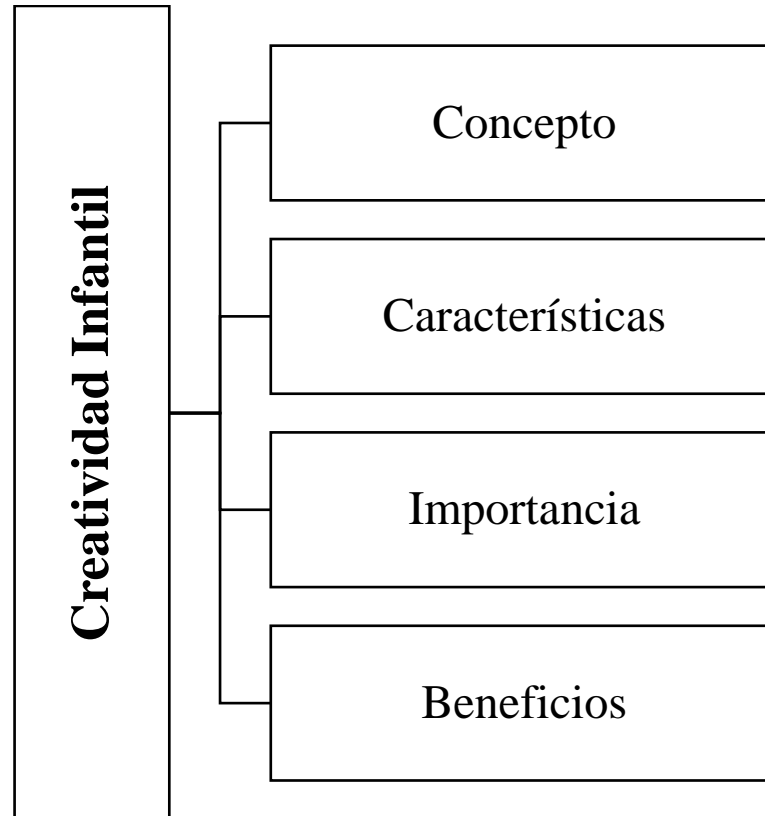 Creatividad Infantil
Concepto
Características
Importancia
Beneficios